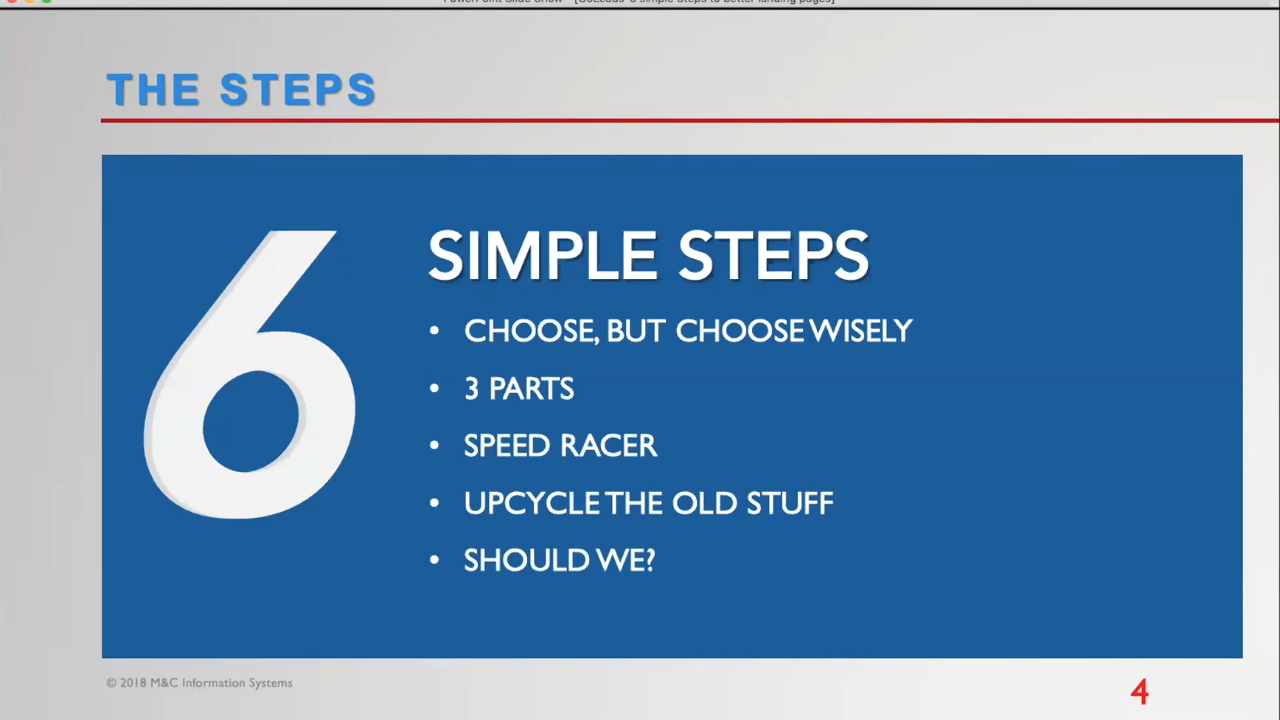 THE STEPS
6
SIMPLE STEPS
• CHOOSE, BUT CHOOSE WISELY
• 3 PARTS
• SPEED RACER
• UPCYCLE THE OLD STUFF
• SHOULD WE?
© 2018 M&C Information Systems
4